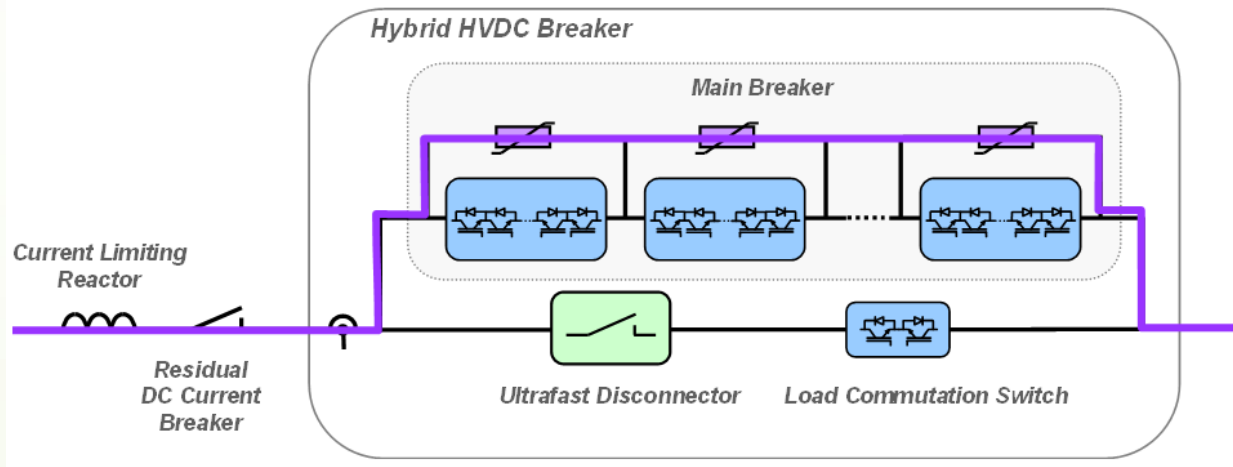 Hybrid HVDC Breaker
Main Breaker
Current Limiting
Reactor
Residual
DC Current
Breaker
Ultrafast Disconnector
Load Commutation Switch